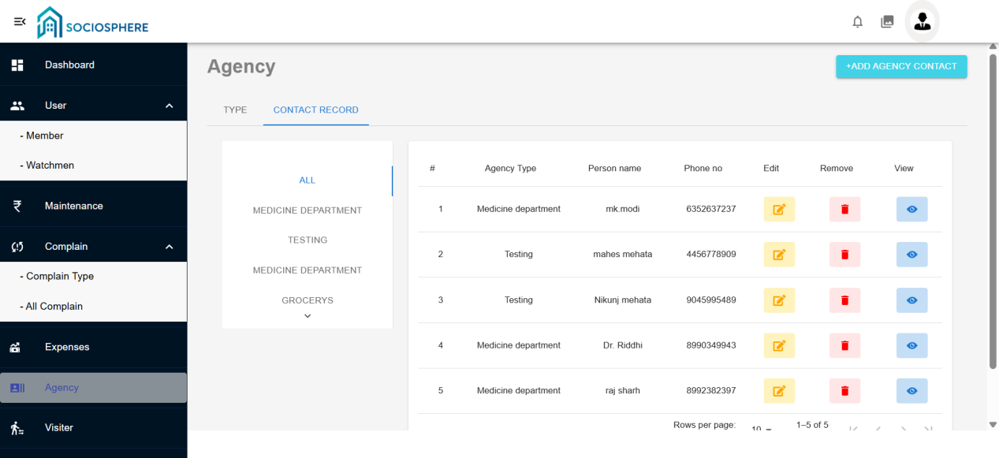 SOCIOSPHERE
Dashboard
User
- Member
- Watchmen
₹ Maintenance
Complain
- Complain Type
- All Complain
Expenses
Agency
Visiter
Agency
+ADD AGENCY CONTACT
TYPE CONTACT RECORD
ALL
MEDICINE DEPARTMENT
TESTING
MEDICINE DEPARTMENT
GROCERYS
# Agency Type Person name Phone no Edit Remove View
1 Medicine department mk.modi 6352637237
2 Testing mahes mehata 4456778909
3 Testing Nikunj mehata 9045995489
4 Medicine department Dr. Riddhi 8990349943
5 Medicine department raj sharh 8992382397
Rows per page: 10 1–5 of 5